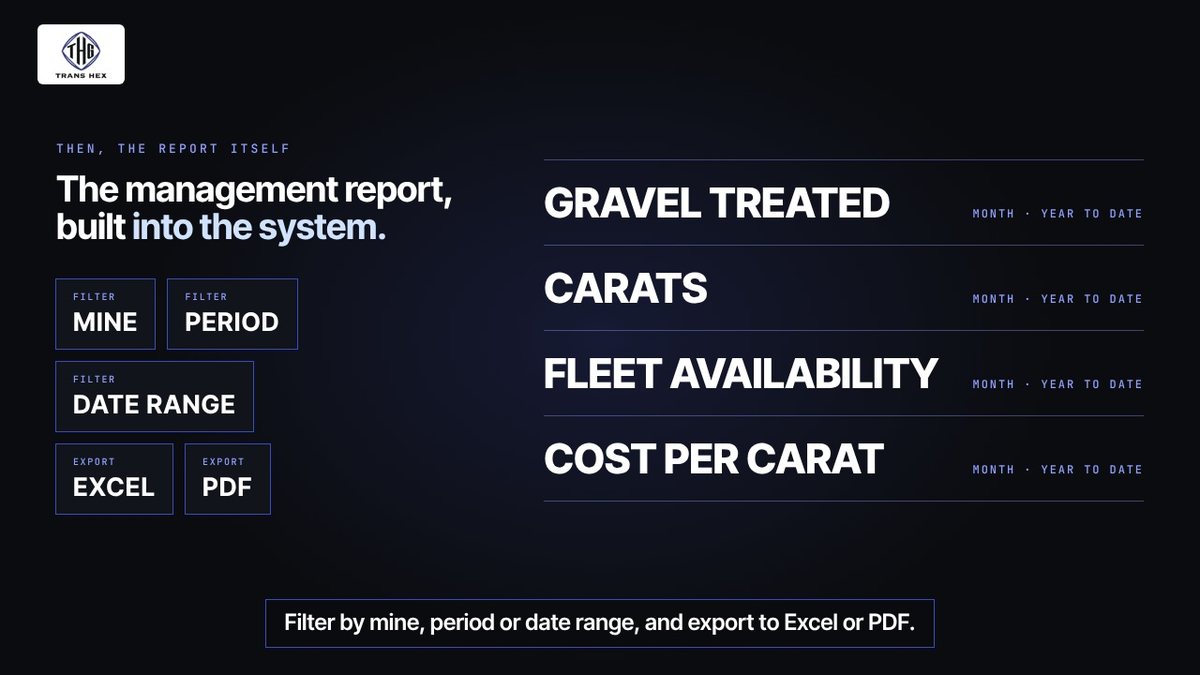 THG
TRANS HEX
THEN, THE REPORT ITSELF
The management report,
built into the system.
FILTER
MINE
FILTER
PERIOD
FILTER
DATE RANGE
EXPORT
EXCEL
EXPORT
PDF
GRAVEL TREATED
MONTH · YEAR TO DATE
CARATS
MONTH · YEAR TO DATE
FLEET AVAILABILITY
MONTH · YEAR TO DATE
COST PER CARAT
MONTH · YEAR TO DATE
Filter by mine, period or date range, and export to Excel or PDF.